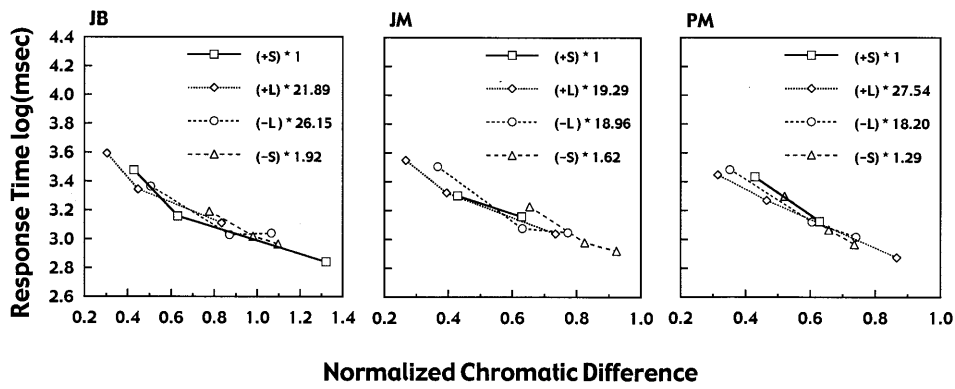 JB JM PM
Response Time log(msec)
4.4
4.2
4.0
3.8
3.6
3.4
3.2
3.0
2.8
2.6
(+S) * 1
(+L) * 21.89
(−L) * 26.15
(−S) * 1.92
0.2 0.4 0.6 0.8 1.0 1.2 1.4
(+S) * 1
(+L) * 19.29
(−L) * 18.96
(−S) * 1.62
0.2 0.4 0.6 0.8 1.0
(+S) * 1
(+L) * 27.54
(−L) * 18.20
(−S) * 1.29
0.2 0.4 0.6 0.8 1.0
Normalized Chromatic Difference